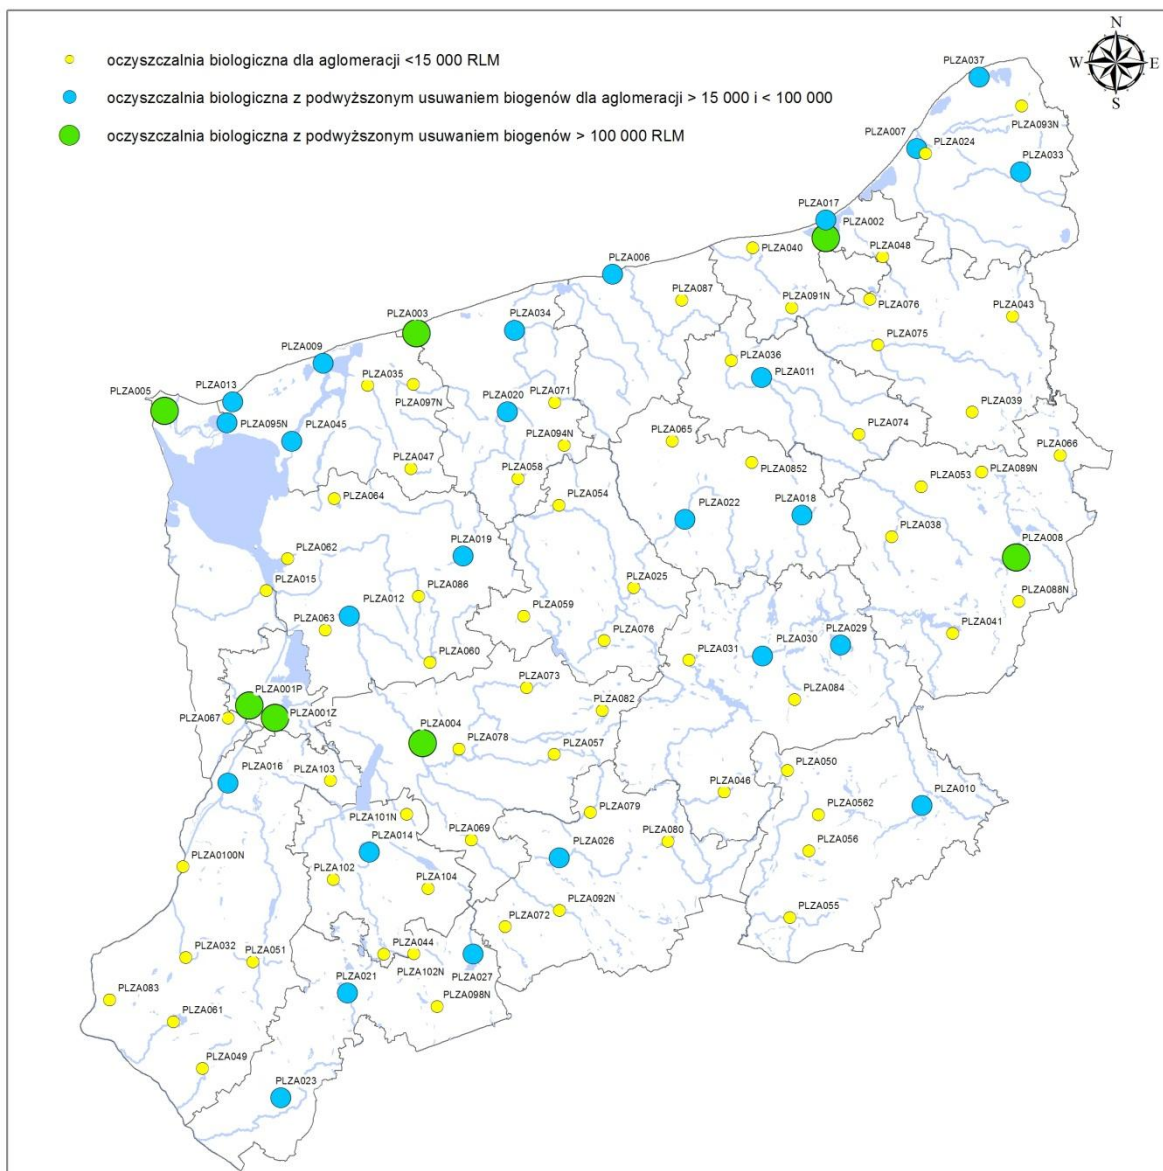 N
W E
S
oczyszczalnia biologiczna dla aglomeracji <15 000 RLM
oczyszczalnia biologiczna z podwyższonym usuwaniem biogenów dla aglomeracji > 15 000 i < 100 000
oczyszczalnia biologiczna z podwyższonym usuwaniem biogenów > 100 000 RLM
PLZA037
PLZA093N
PLZA007
PLZA024
PLZA033
PLZA017
PLZA002
PLZA040
PLZA048
PLZA006
PLZA087
PLZA091N
PLZA076
PLZA043
PLZA003
PLZA034
PLZA075
PLZA009
PLZA036
PLZA011
PLZA035
PLZA005
PLZA013
PLZA097N
PLZA020
PLZA071
PLZA039
PLZA095N
PLZA045
PLZA094N
PLZA065
PLZA074
PLZA066
PLZA047
PLZA058
PLZA0852
PLZA053
PLZA089N
PLZA064
PLZA054
PLZA022
PLZA018
PLZA038
PLZA019
PLZA008
PLZA062
PLZA015
PLZA086
PLZA025
PLZA088N
PLZA012
PLZA059
PLZA063
PLZA076
PLZA041
PLZA060
PLZA031
PLZA030
PLZA029
PLZA073
PLZA001P
PLZA001Z
PLZA067
PLZA082
PLZA084
PLZA004
PLZA078
PLZA057
PLZA016
PLZA103
PLZA050
PLZA046
PLZA010
PLZA101N
PLZA079
PLZA0562
PLZA014
PLZA069
PLZA026
PLZA080
PLZA056
PLZA0100N
PLZA102
PLZA104
PLZA092N
PLZA055
PLZA072
PLZA032
PLZA051
PLZA044
PLZA102N
PLZA027
PLZA083
PLZA021
PLZA098N
PLZA061
PLZA049
PLZA023